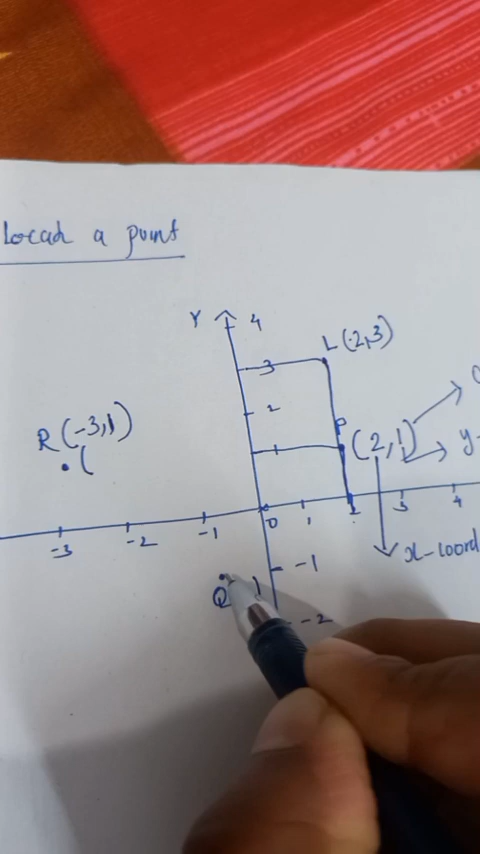 Locad a point
Y 4
L(2,3)
3
2
R(-3,1)
(
P
(2,1)
y-
-3 -2 -1 0 1 2 3 4
x-coord
-1
Q
-2